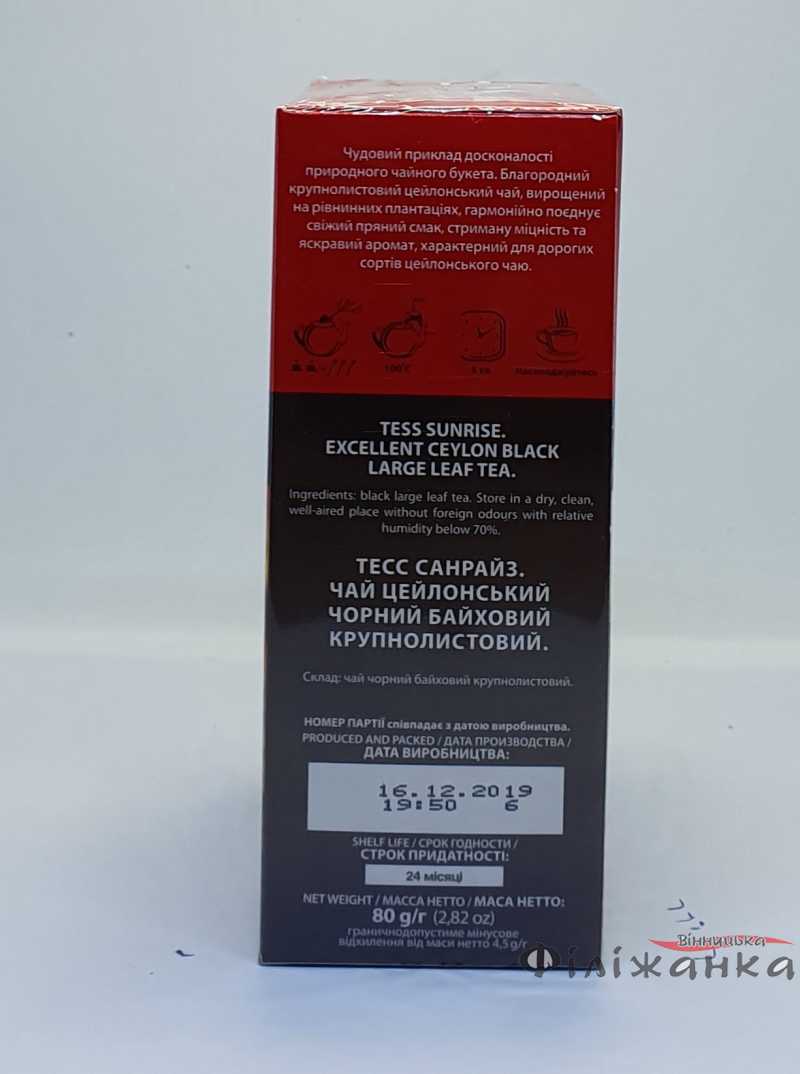 Чудовий приклад досконалості
природного чайного букета. Благородний
крупнолистовий цейлонський чай, вирощений
на рівнинних плантаціях, гармонійно поєднує
свіжий пряний смак, стриману міцність та
яскравий аромат, характерний для дорогих
сортів цейлонського чаю.
100°C
5 хв
Насолоджуйтесь
TESS SUNRISE.
EXCELLENT CEYLON BLACK
LARGE LEAF TEA.
Ingredients: black large leaf tea. Store in a dry, clean,
well-aired place without foreign odours with relative
humidity below 70%.
ТЕСС САНРАЙЗ.
ЧАЙ ЦЕЙЛОНСЬКИЙ
ЧОРНИЙ БАЙХОВИЙ
КРУПНОЛИСТОВИЙ.
Склад: чай чорний байховий крупнолистовий.
НОМЕР ПАРТІЇ співпадає з датою виробництва.
PRODUCED AND PACKED / ДАТА ПРОИЗВОДСТВА /
ДАТА ВИРОБНИЦТВА:
16.12.2019
19:50 6
SHELF LIFE / СРОК ГОДНОСТИ /
СТРОК ПРИДАТНОСТІ:
24 місяці
NET WEIGHT / МАССА НЕТТО / МАСА НЕТТО:
80 g/г (2,82 oz)
граничнодопустиме мінусове
відхилення від маси нетто 4,5 g/г
Вінницька
Філіжанка